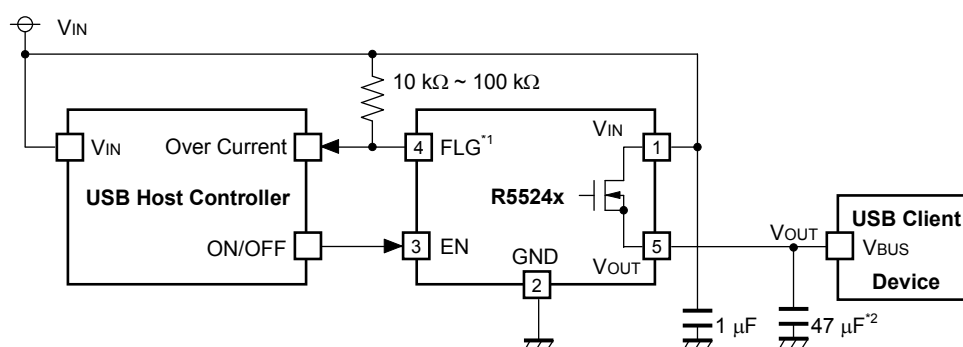 VIN
10 kΩ ~ 100 kΩ
VIN
Over Current
USB Host Controller
ON/OFF
4
FLG*1
VIN
1
R5524x
3
EN
GND
2
VOUT
5
1 μF
VOUT
47 μF*2
USB Client
VBUS
Device